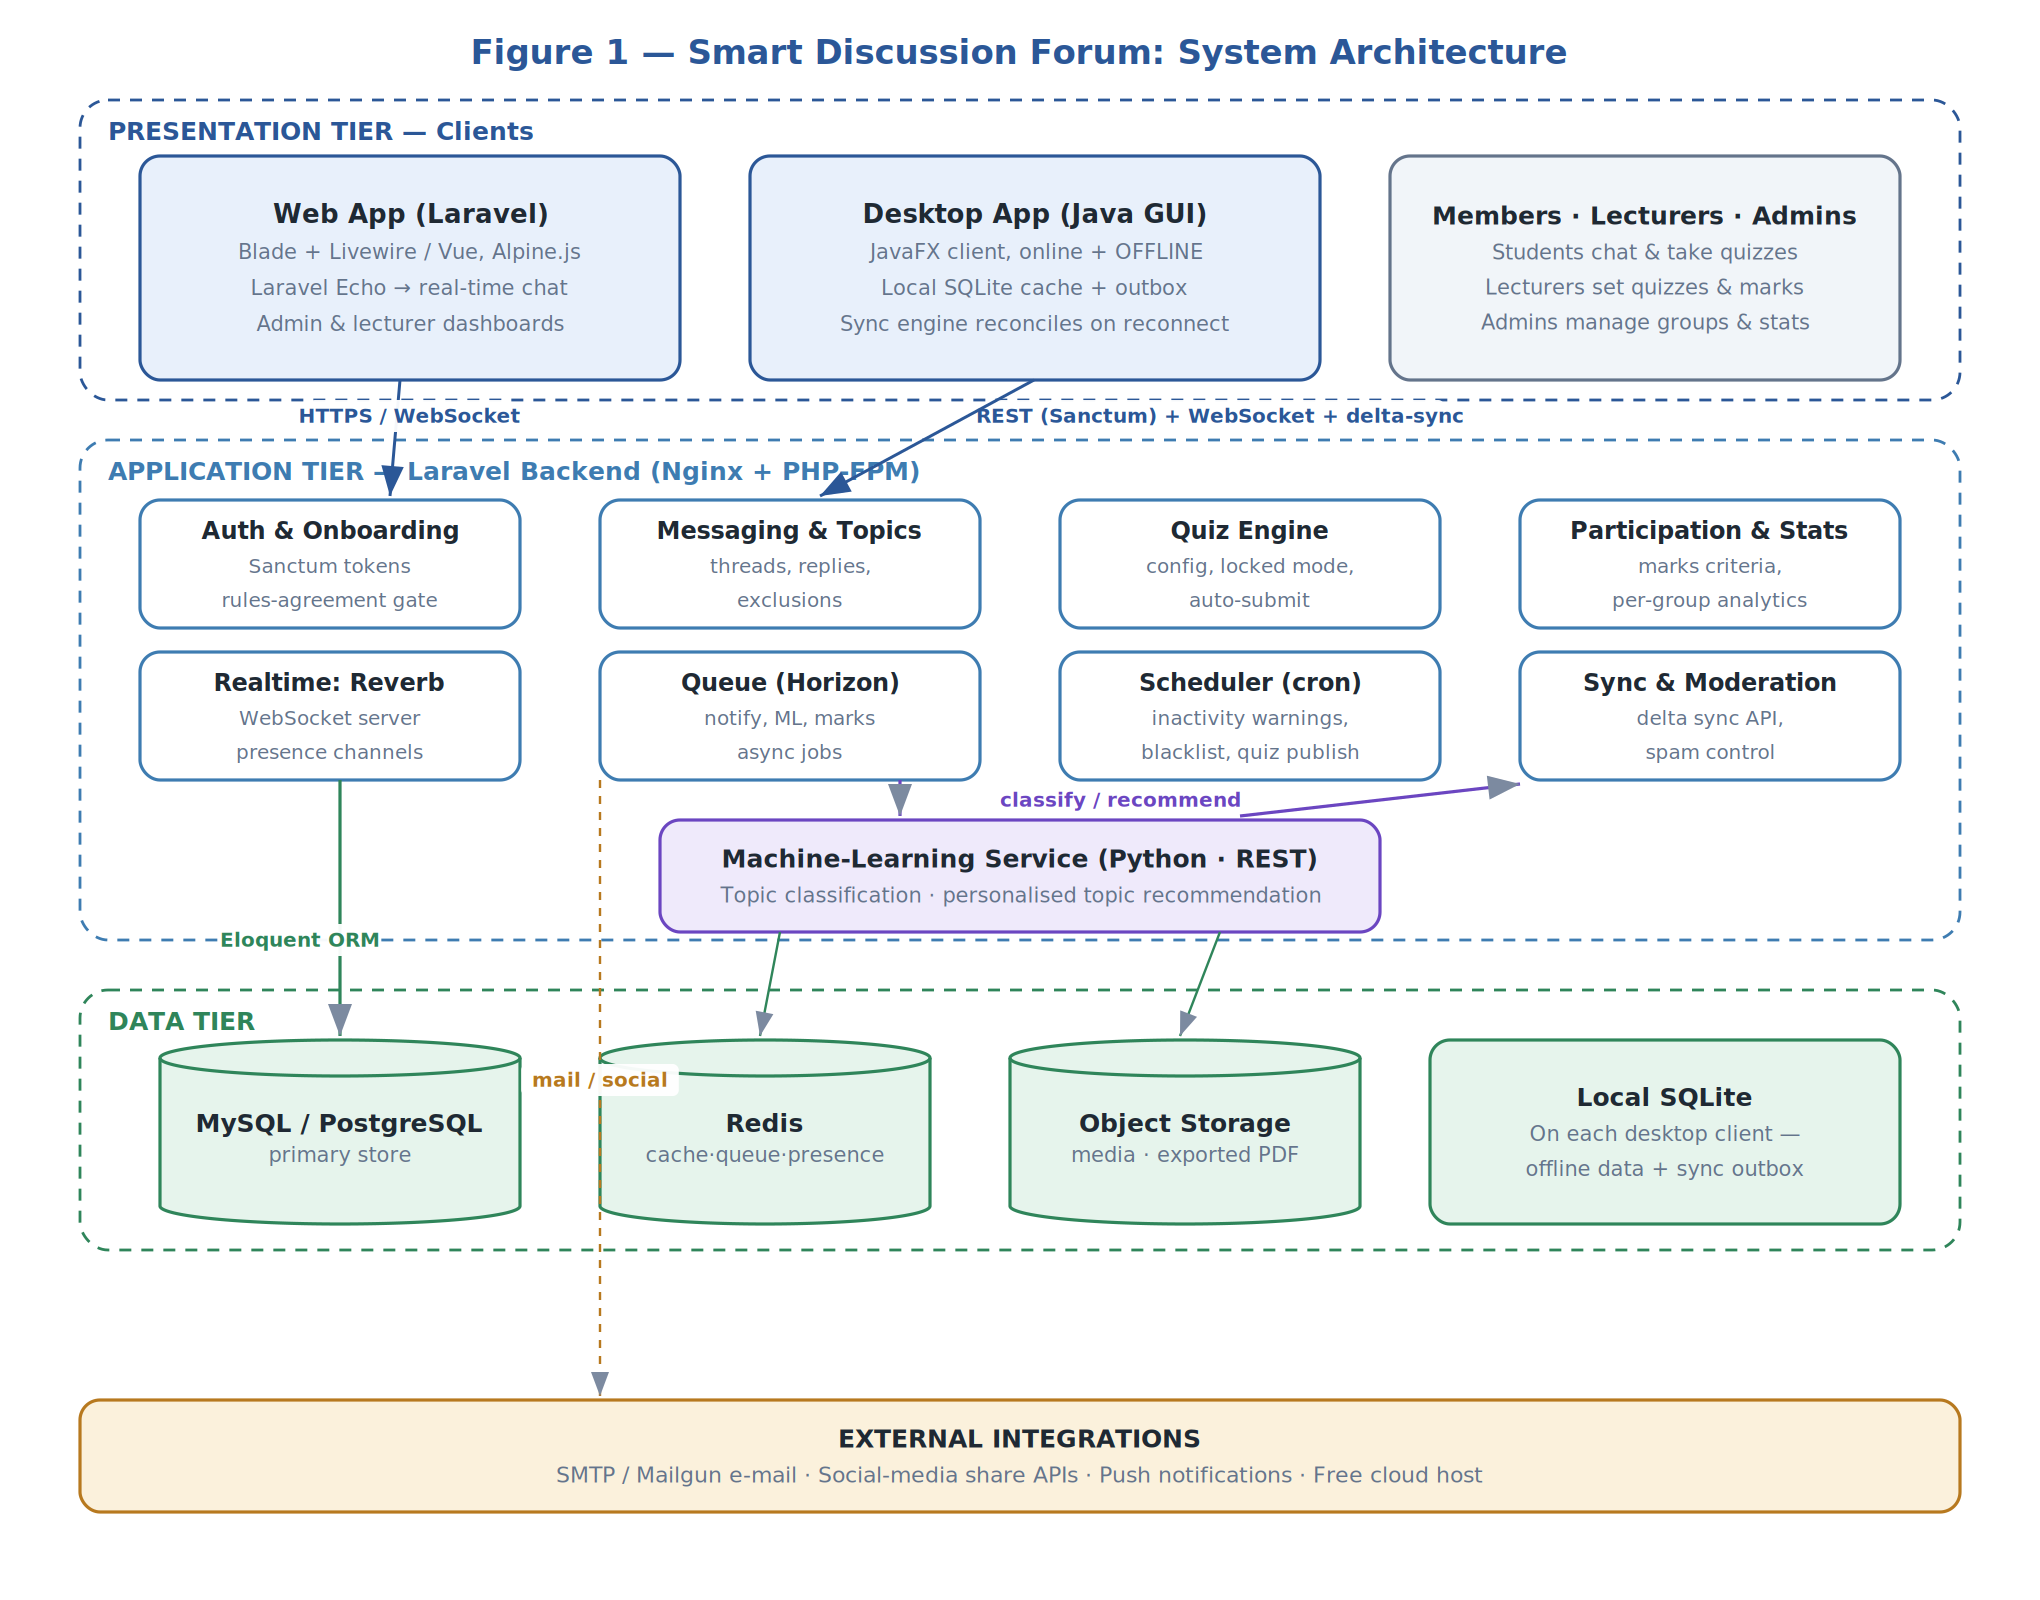 Figure 1 — Smart Discussion Forum: System Architecture
PRESENTATION TIER — Clients
Web App (Laravel)
Blade + Livewire / Vue, Alpine.js
Laravel Echo → real-time chat
Admin & lecturer dashboards
Desktop App (Java GUI)
JavaFX client, online + OFFLINE
Local SQLite cache + outbox
Sync engine reconciles on reconnect
Members · Lecturers · Admins
Students chat & take quizzes
Lecturers set quizzes & marks
Admins manage groups & stats
HTTPS / WebSocket
REST (Sanctum) + WebSocket + delta-sync
APPLICATION TIER — Laravel Backend (Nginx + PHP-FPM)
Auth & Onboarding
Sanctum tokens
rules-agreement gate
Messaging & Topics
threads, replies,
exclusions
Quiz Engine
config, locked mode,
auto-submit
Participation & Stats
marks criteria,
per-group analytics
Realtime: Reverb
WebSocket server
presence channels
Queue (Horizon)
notify, ML, marks
async jobs
Scheduler (cron)
inactivity warnings,
blacklist, quiz publish
Sync & Moderation
delta sync API,
spam control
classify / recommend
Machine-Learning Service (Python · REST)
Topic classification · personalised topic recommendation
Eloquent ORM
DATA TIER
mail / social
MySQL / PostgreSQL
primary store
Redis
cache·queue·presence
Object Storage
media · exported PDF
Local SQLite
On each desktop client —
offline data + sync outbox
EXTERNAL INTEGRATIONS
SMTP / Mailgun e-mail · Social-media share APIs · Push notifications · Free cloud host